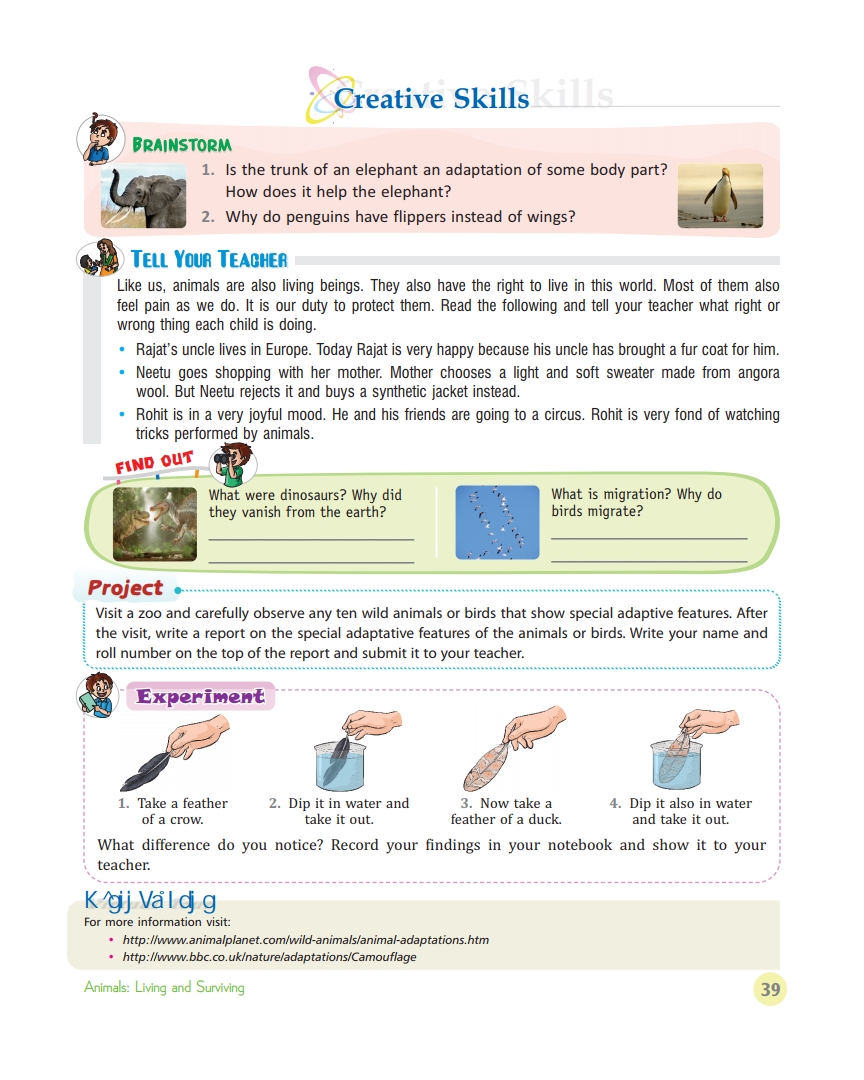 Creative Skills
BRAINSTORM
1. Is the trunk of an elephant an adaptation of some body part?
How does it help the elephant?
2. Why do penguins have flippers instead of wings?
TELL YOUR TEACHER
Like us, animals are also living beings. They also have the right to live in this world. Most of them also
feel pain as we do. It is our duty to protect them. Read the following and tell your teacher what right or
wrong thing each child is doing.
• Rajat's uncle lives in Europe. Today Rajat is very happy because his uncle has brought a fur coat for him.
• Neetu goes shopping with her mother. Mother chooses a light and soft sweater made from angora
wool. But Neetu rejects it and buys a synthetic jacket instead.
• Rohit is in a very joyful mood. He and his friends are going to a circus. Rohit is very fond of watching
tricks performed by animals.
FIND OUT
What were dinosaurs? Why did
they vanish from the earth?
What is migration? Why do
birds migrate?
Project
Visit a zoo and carefully observe any ten wild animals or birds that show special adaptive features. After
the visit, write a report on the special adaptative features of the animals or birds. Write your name and
roll number on the top of the report and submit it to your teacher.
Experiment
1. Take a feather
of a crow.
2. Dip it in water and
take it out.
3. Now take a
feather of a duck.
4. Dip it also in water
and take it out.
What difference do you notice? Record your findings in your notebook and show it to your
teacher.
For more information visit:
• http://www.animalplanet.com/wild-animals/animal-adaptations.htm
• http://www.bbc.co.uk/nature/adaptations/Camouflage
Animals: Living and Surviving
39